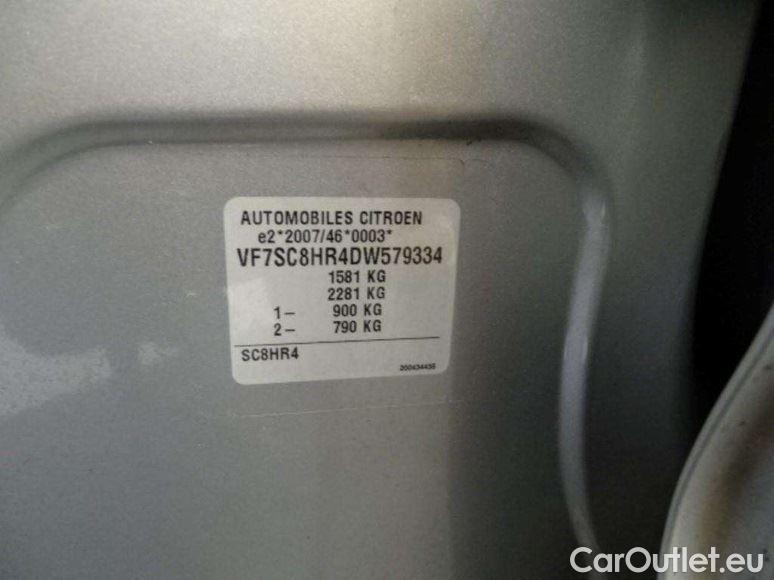 AUTOMOBILES CITROEN
e2*2007/46*0003*
VF7SC8HR4DW579334
1581 KG
2281 KG
1– 900 KG
2– 790 KG
SC8HR4
200434435
CarOutlet.eu